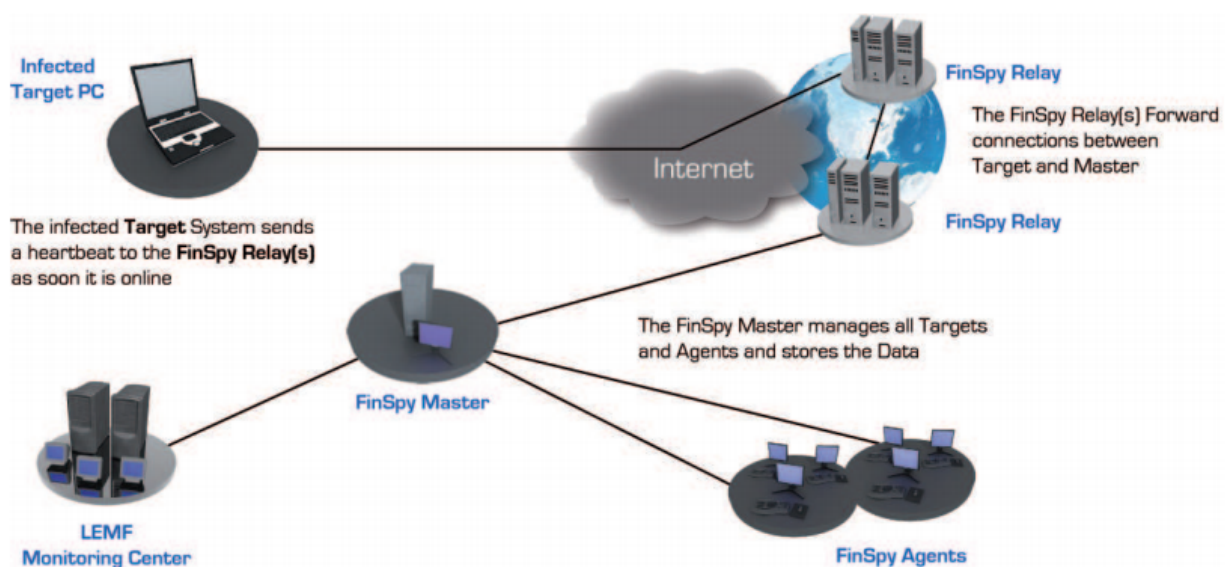 Infected
Target PC
The infected Target System sends
a heartbeat to the FinSpy Relay(s)
as soon it is online
Internet
FinSpy Relay
The FinSpy Relay(s) Forward
connections between
Target and Master
FinSpy Relay
FinSpy Master
The FinSpy Master manages all Targets
and Agents and stores the Data
LEMF
Monitoring Center
FinSpy Agents